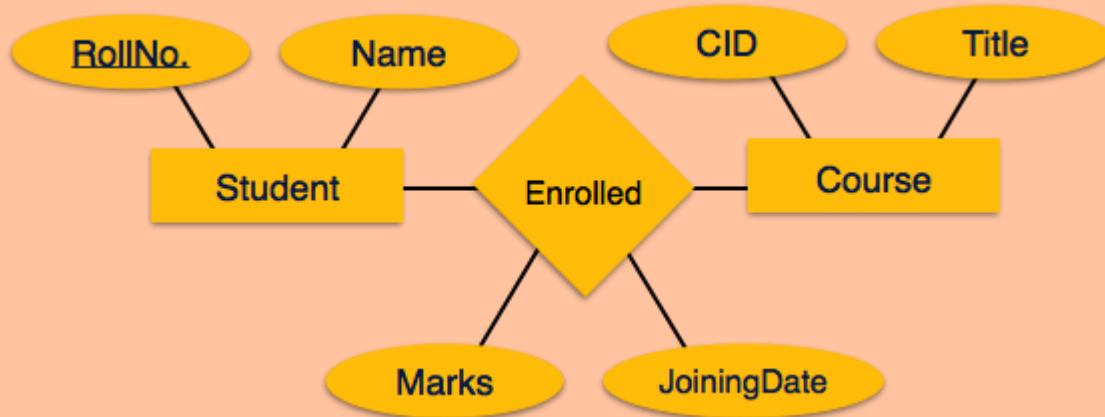 RollNo.
Name
CID
Title
Student
Enrolled
Course
Marks
JoiningDate